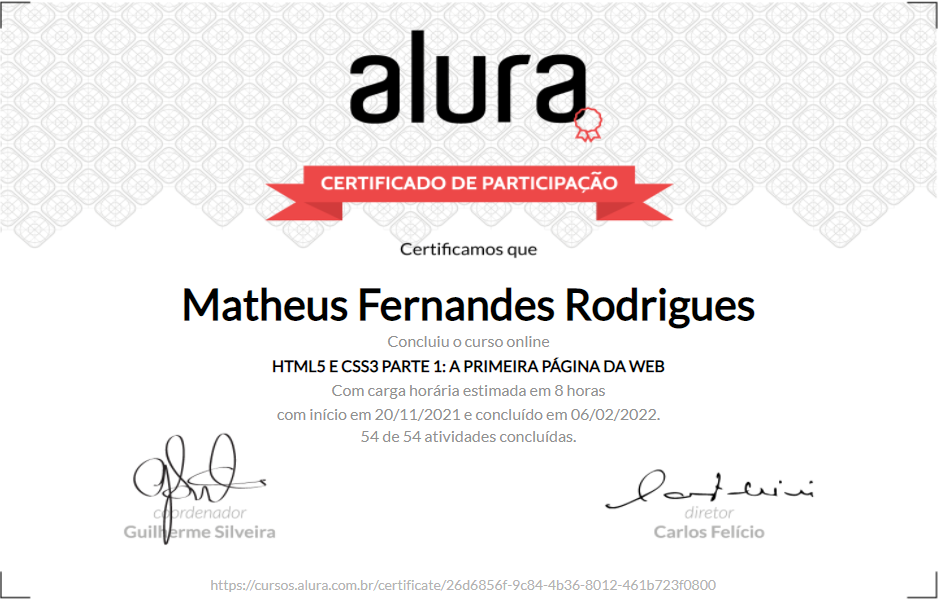 alura
CERTIFICADO DE PARTICIPAÇÃO
Certificamos que
Matheus Fernandes Rodrigues
Concluiu o curso online
HTML5 E CSS3 PARTE 1: A PRIMEIRA PÁGINA DA WEB
Com carga horária estimada em 8 horas
com início em 20/11/2021 e concluído em 06/02/2022.
54 de 54 atividades concluídas.
coordenador
Guilherme Silveira
diretor
Carlos Felício
https://cursos.alura.com.br/certificate/26d6856f-9c84-4b36-8012-461b723f0800